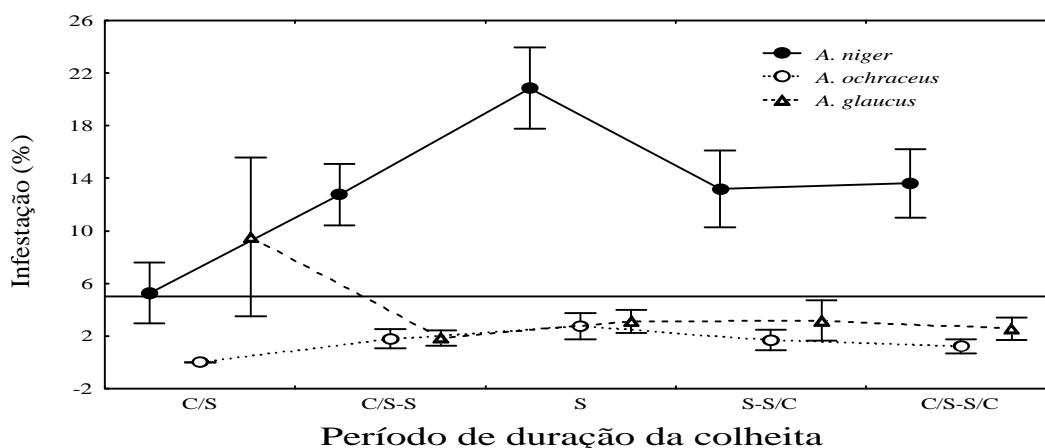 26
22
18
14
10
6
2
-2
Infestação (%)
A. niger
A. ochraceus
A. glaucus
C/S C/S-S S S-S/C C/S-S/C
Período de duração da colheita